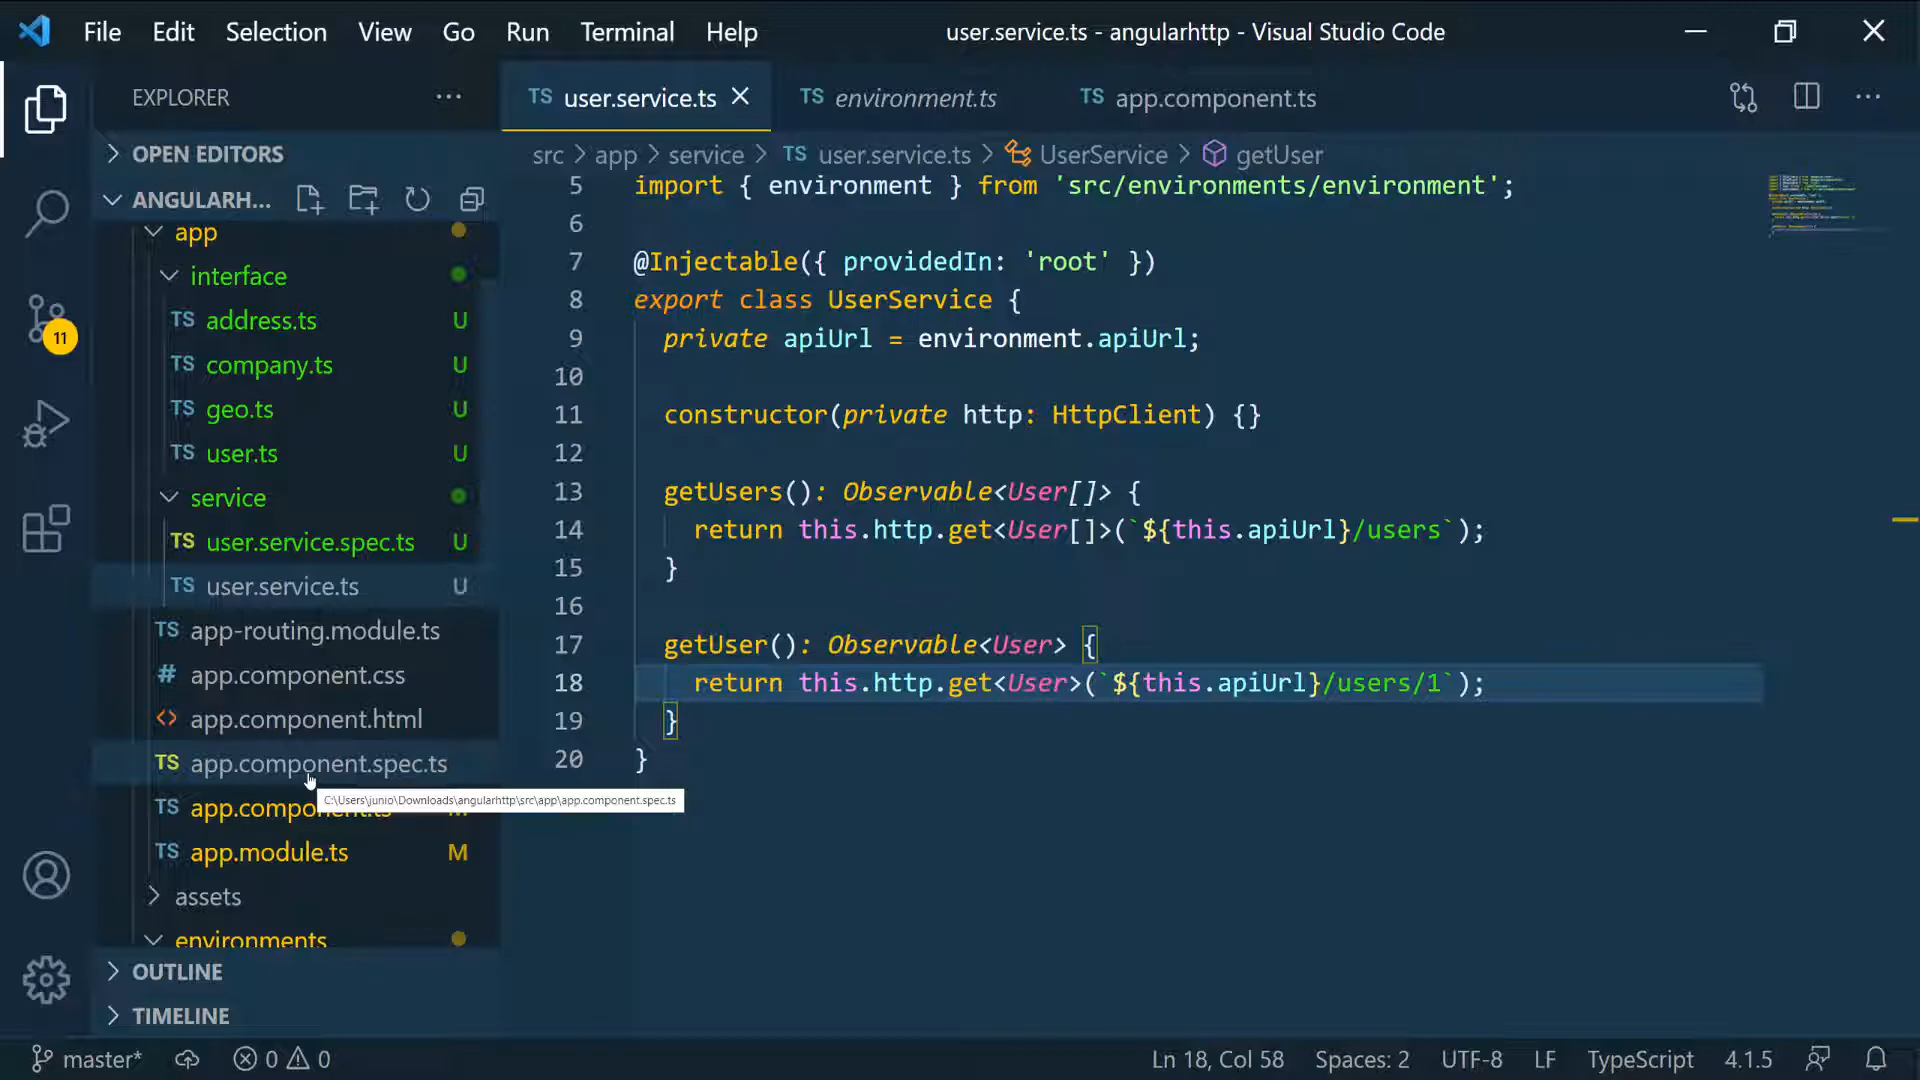 File Edit Selection View Go Run Terminal Help user.service.ts - angularhttp - Visual Studio Code
EXPLORER
TS user.service.ts
TS environment.ts
TS app.component.ts
OPEN EDITORS
src app service TS user.service.ts UserService getUser
ANGULARH...
app
interface
TS address.ts U
TS company.ts U
TS geo.ts U
TS user.ts U
service
TS user.service.spec.ts U
TS user.service.ts U
TS app-routing.module.ts
# app.component.css
<> app.component.html
TS app.component.spec.ts
C:\Users\junio\Downloads\angularhttp\src\app\app.component.spec.ts
TS app.component.ts M
TS app.module.ts M
assets
environments
OUTLINE
TIMELINE
11
5 import { environment } from 'src/environments/environment';
6
7 @Injectable({ providedIn: 'root' })
8 export class UserService {
9 private apiUrl = environment.apiUrl;
10
11 constructor(private http: HttpClient) {}
12
13 getUsers(): Observable<User[]> {
14 return this.http.get<User[]>(`${this.apiUrl}/users`);
15 }
16
17 getUser(): Observable<User> {
18 return this.http.get<User>(`${this.apiUrl}/users/1`);
19 }
20 }
master* 0 0 Ln 18, Col 58 Spaces: 2 UTF-8 LF TypeScript 4.1.5